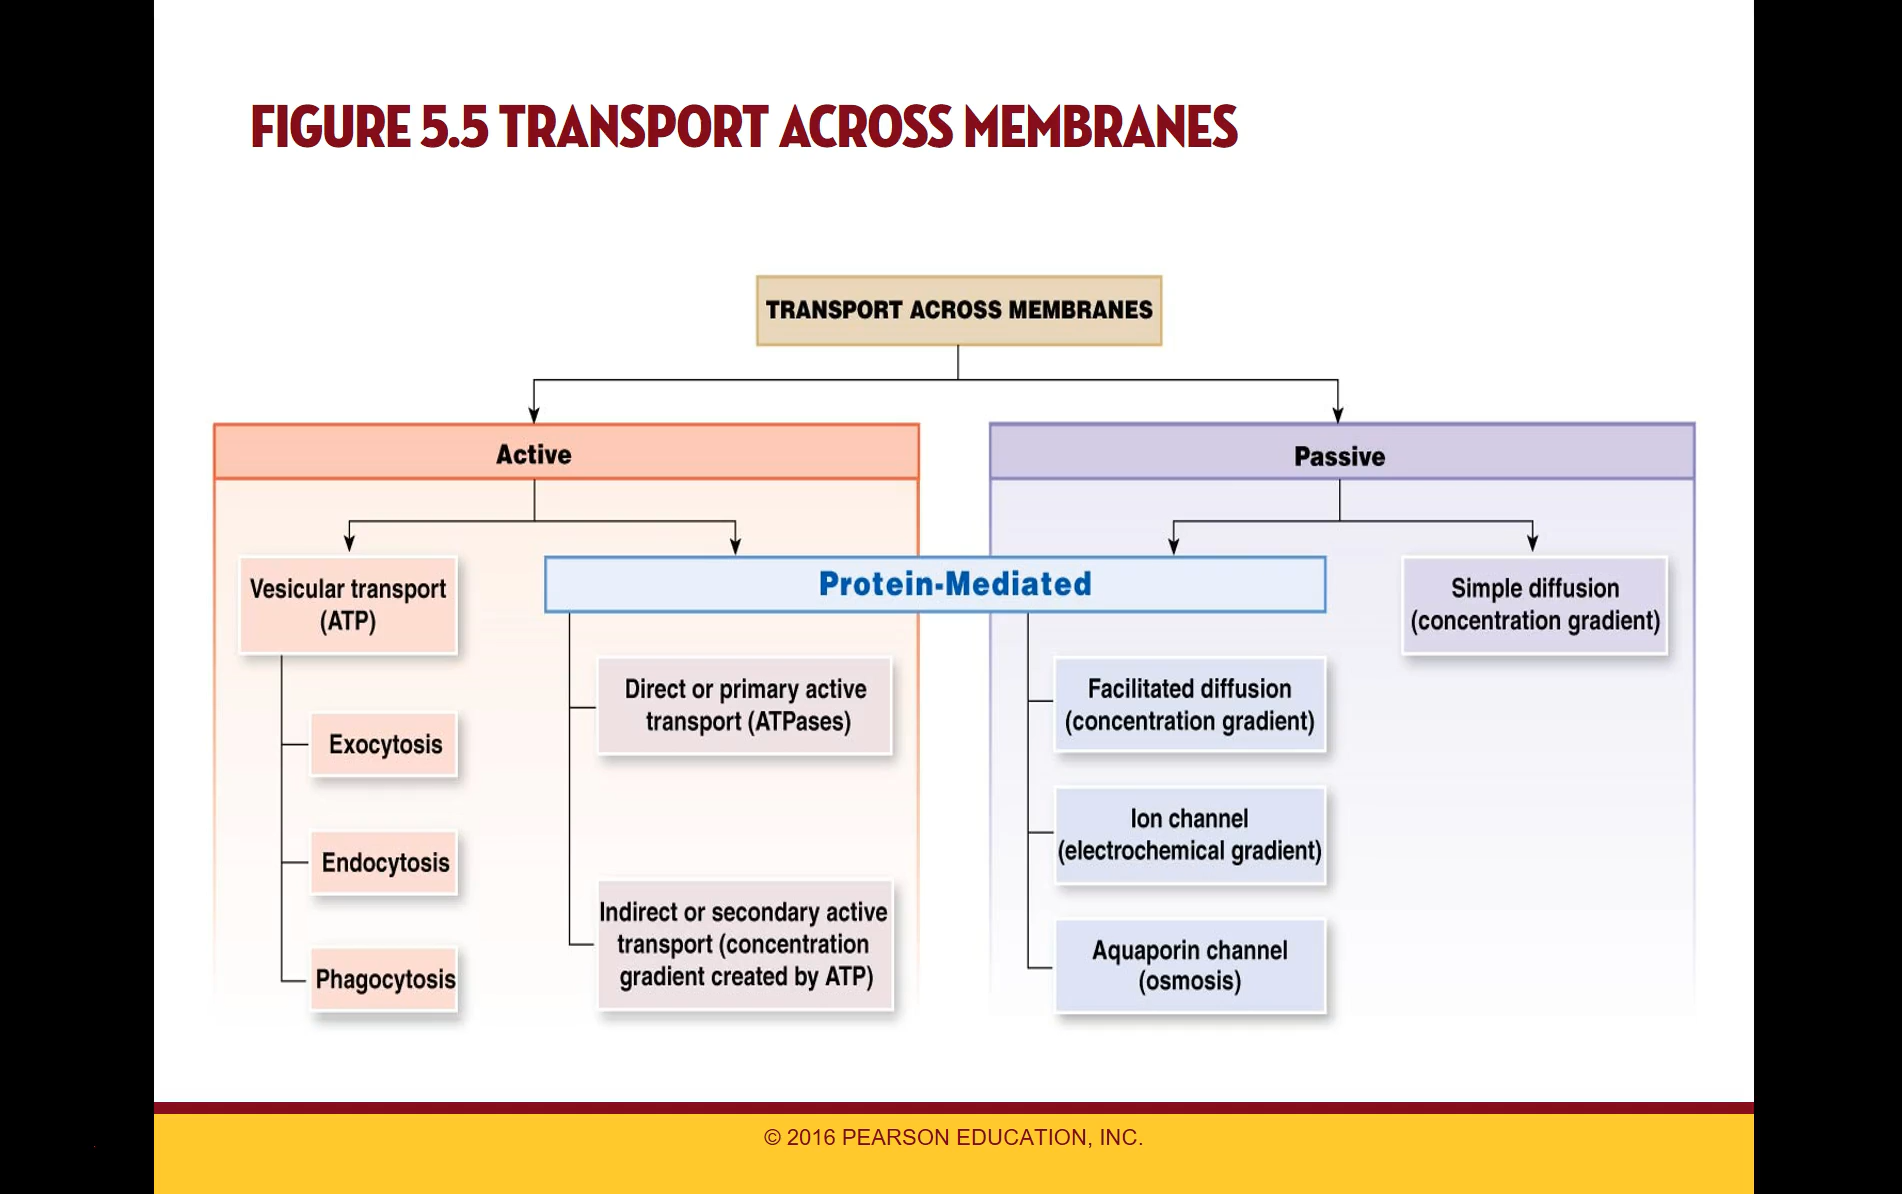 FIGURE 5.5 TRANSPORT ACROSS MEMBRANES
TRANSPORT ACROSS MEMBRANES
Active
Passive
Vesicular transport
(ATP)
Protein-Mediated
Simple diffusion
(concentration gradient)
Exocytosis
Endocytosis
Phagocytosis
Direct or primary active
transport (ATPases)
Indirect or secondary active
transport (concentration
gradient created by ATP)
Facilitated diffusion
(concentration gradient)
Ion channel
(electrochemical gradient)
Aquaporin channel
(osmosis)
© 2016 PEARSON EDUCATION, INC.